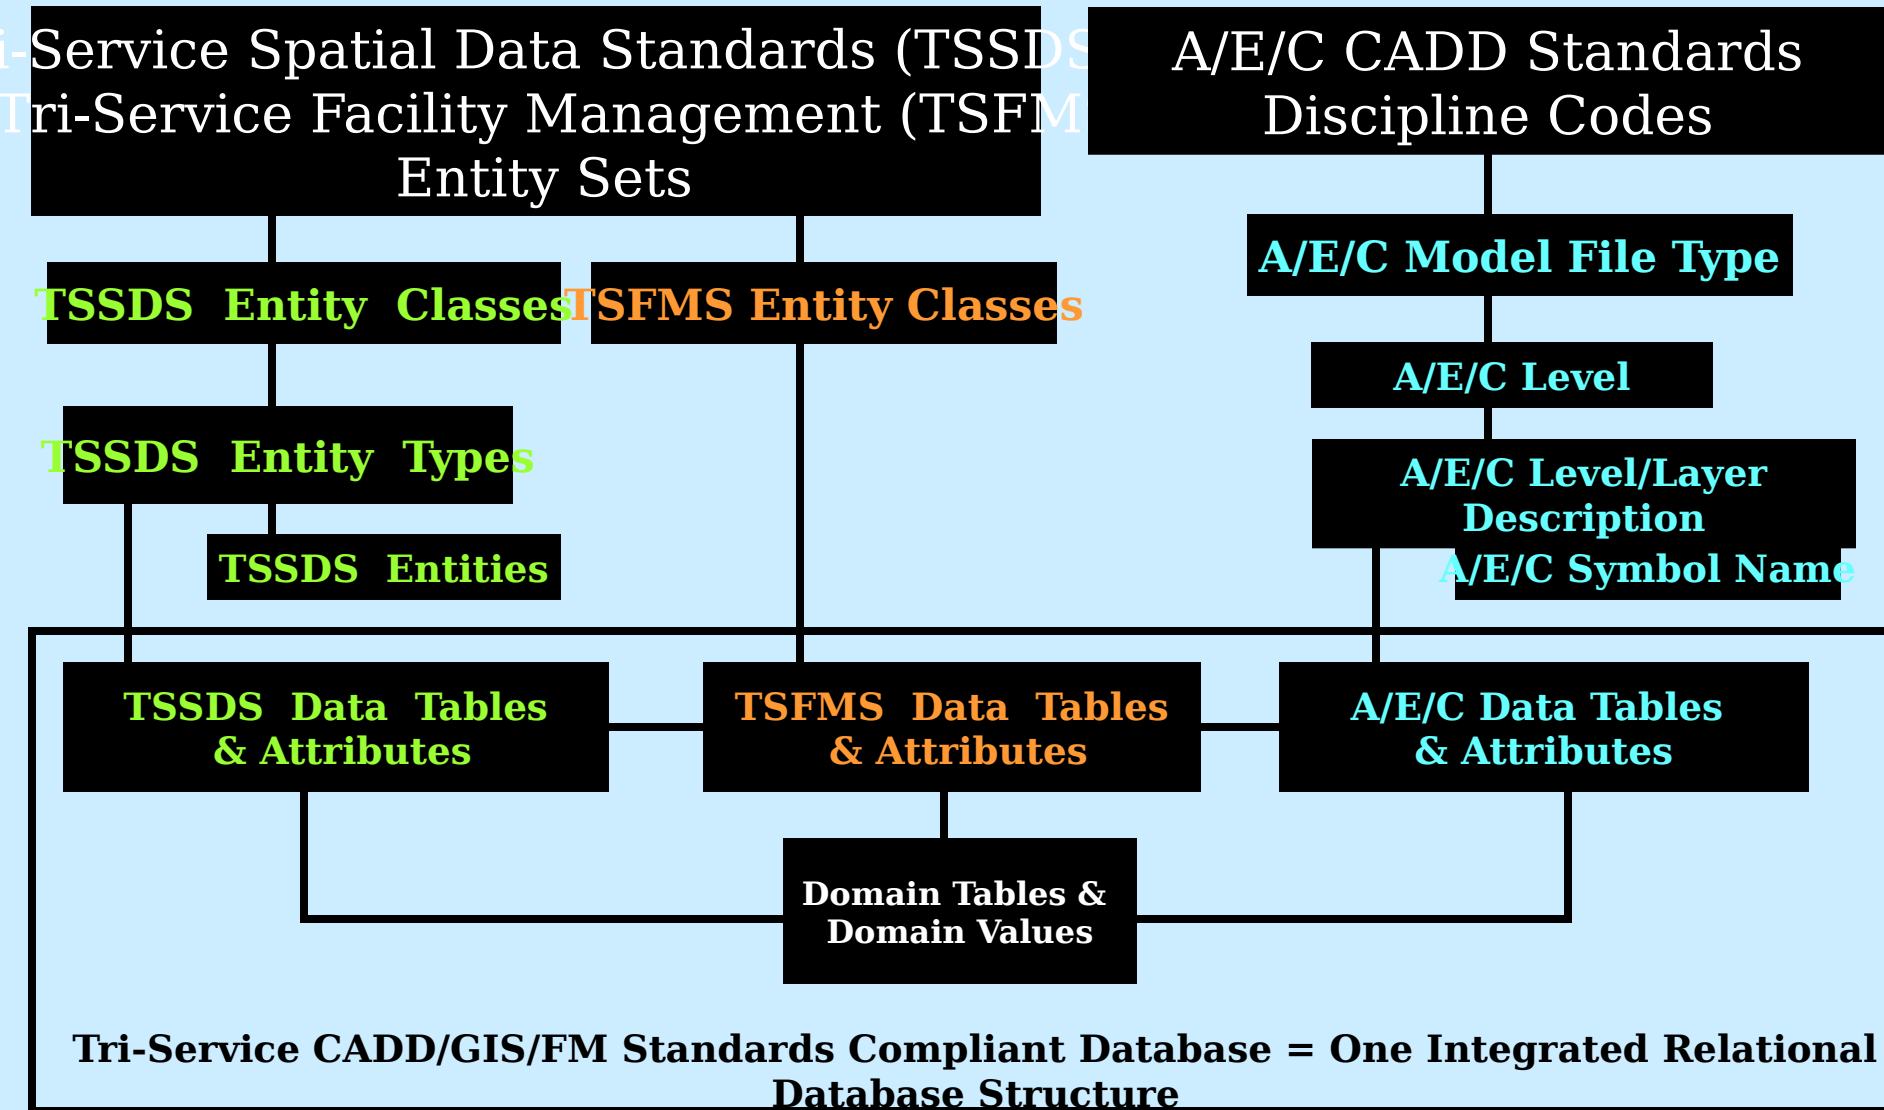 i-Service Spatial Data Standards (TSSDS
Tri-Service Facility Management (TSFM
Entity Sets
A/E/C CADD Standards
Discipline Codes
TSSDS Entity Classes
TSFMS Entity Classes
A/E/C Model File Type
A/E/C Level
TSSDS Entity Types
A/E/C Level/Layer
Description
TSSDS Entities
A/E/C Symbol Name
TSSDS Data Tables
& Attributes
TSFMS Data Tables
& Attributes
A/E/C Data Tables
& Attributes
Domain Tables &
Domain Values
Tri-Service CADD/GIS/FM Standards Compliant Database = One Integrated Relational
Database Structure